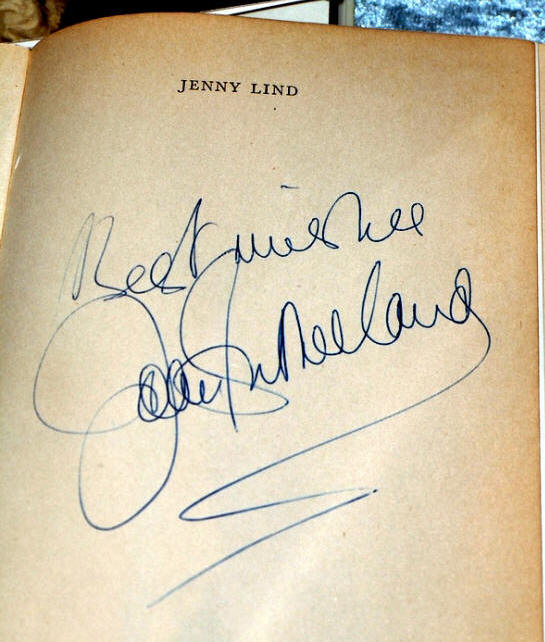 JENNY LIND
Best wishes
Joan Sutherland